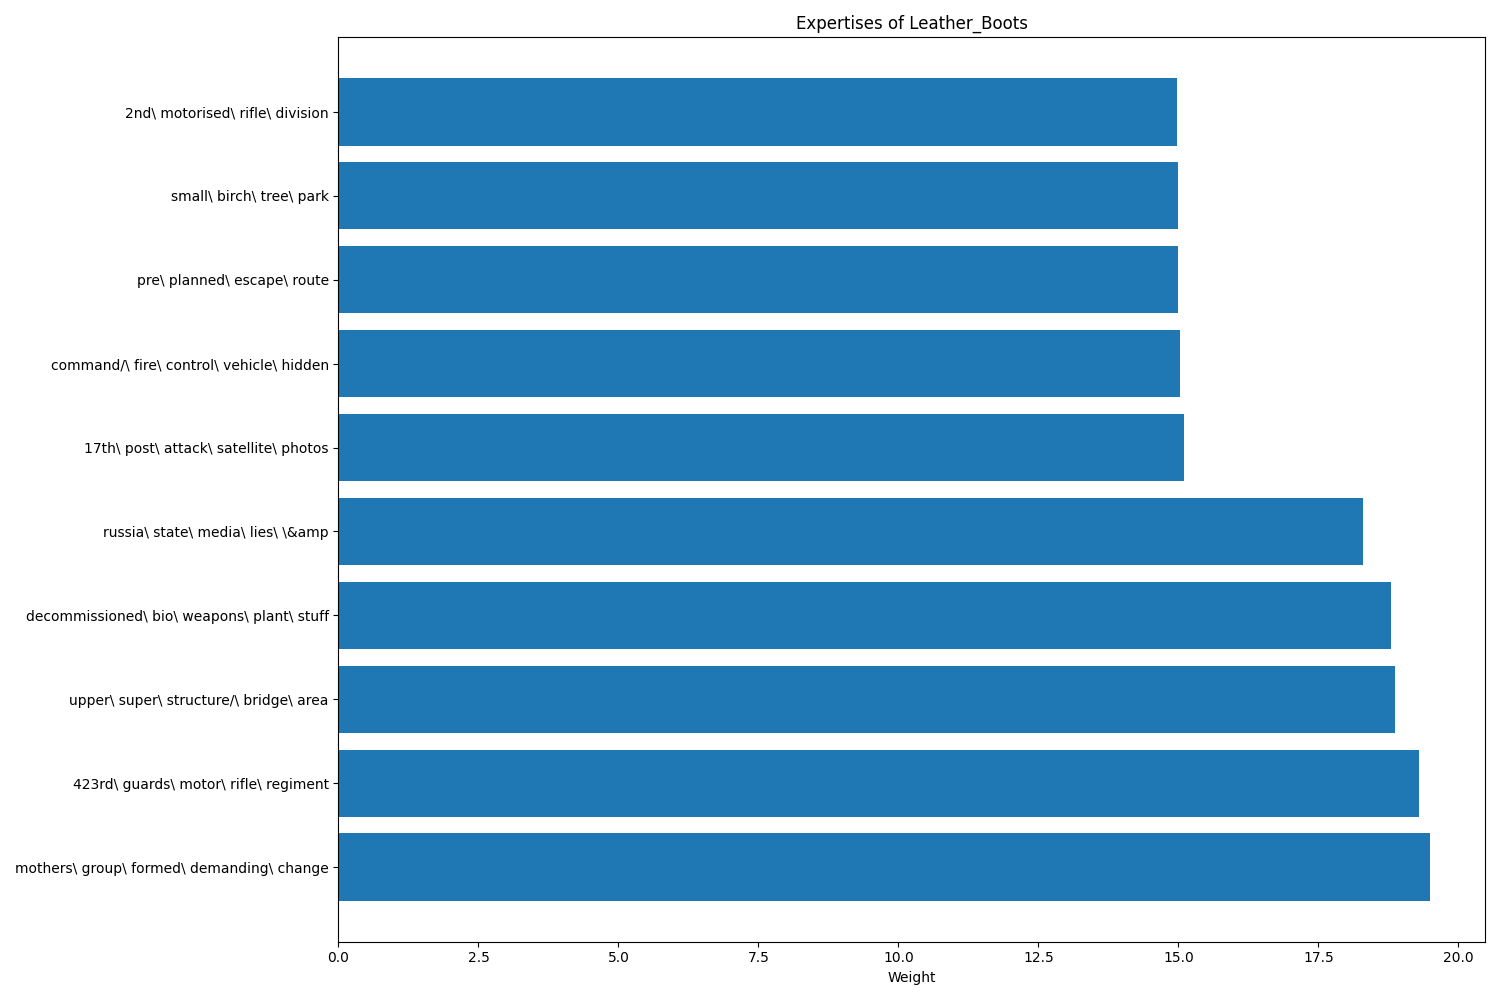 Expertises of Leather_Boots
2nd\ motorised\ rifle\ division
small\ birch\ tree\ park
pre\ planned\ escape\ route
command/\ fire\ control\ vehicle\ hidden
17th\ post\ attack\ satellite\ photos
russia\ state\ media\ lies\ \&amp
decommissioned\ bio\ weapons\ plant\ stuff
upper\ super\ structure/\ bridge\ area
423rd\ guards\ motor\ rifle\ regiment
mothers\ group\ formed\ demanding\ change
0.0 2.5 5.0 7.5 10.0 12.5 15.0 17.5 20.0
Weight